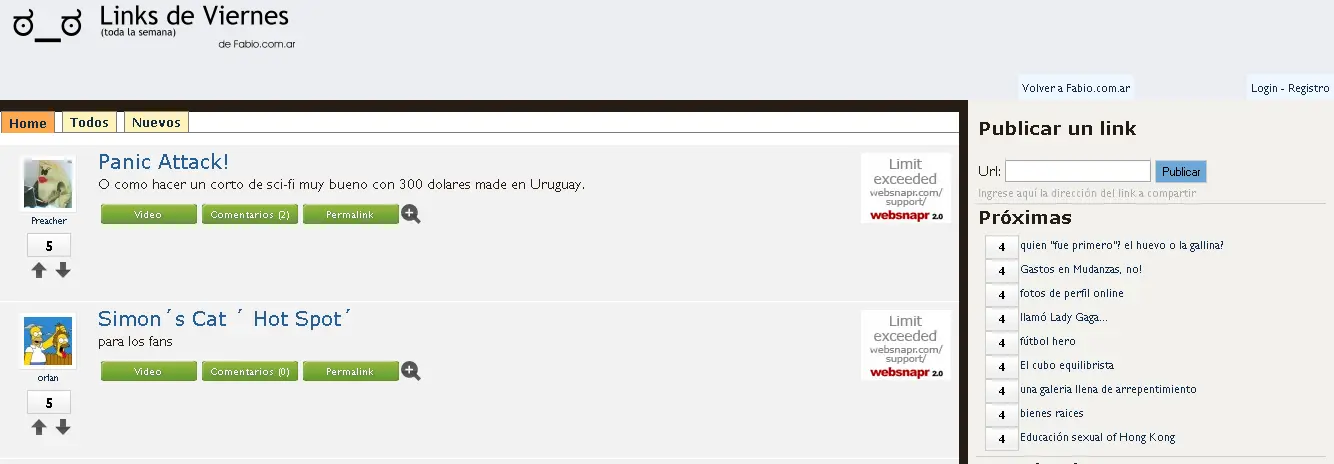 Links de Viernes
(toda la semana)
de Fabio.com.ar
Volver a Fabio.com.ar
Login - Registro
Home
Todos
Nuevos
Panic Attack!
O como hacer un corto de sci-fi muy bueno con 300 dolares made en Uruguay.
Preacher
Video
Comentarios (2)
Permalink
5
Limit
exceeded
websnapr.com/
support/
websnapr 2.0
Simon´s Cat ´ Hot Spot´
para los fans
orlan
Video
Comentarios (0)
Permalink
5
Limit
exceeded
websnapr.com/
support/
websnapr 2.0
Publicar un link
Url:
Publicar
Ingrese aquí la dirección del link a compartir
Próximas
4 quien "fue primero"? el huevo o la gallina?
4 Gastos en Mudanzas, no!
4 fotos de perfil online
4 llamó Lady Gaga...
4 fútbol hero
4 El cubo equilibrista
4 una galeria llena de arrepentimiento
4 bienes raices
4 Educación sexual of Hong Kong